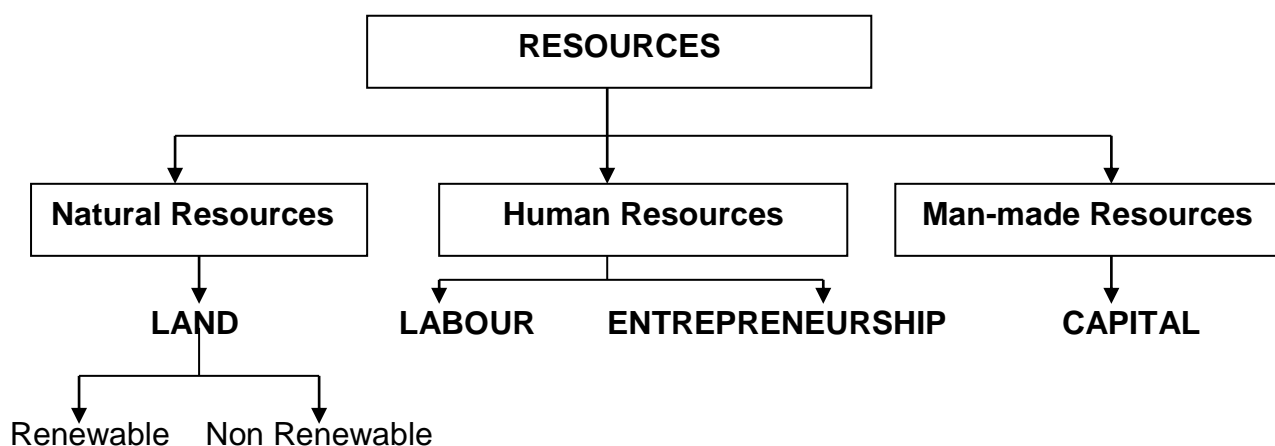 RESOURCES
Natural Resources
Human Resources
Man-made Resources
LAND
LABOUR
ENTREPRENEURSHIP
CAPITAL
Renewable
Non Renewable